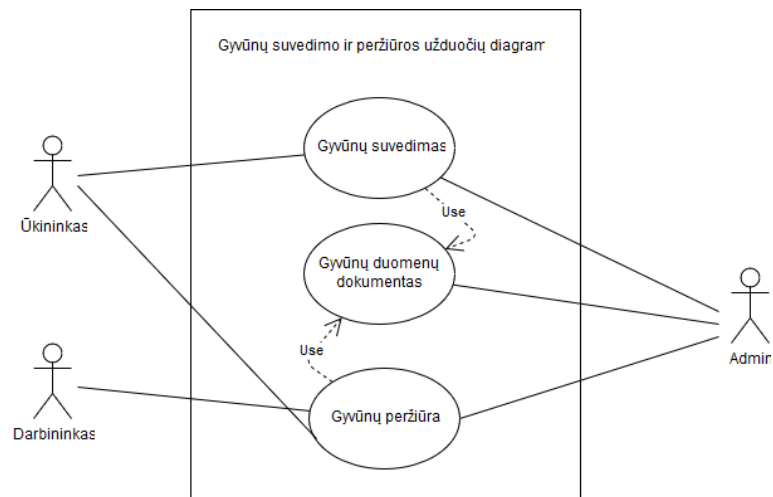 Gyvūnų suvedimo ir peržiūros užduočių diagram
Gyvūnų suvedimas
Use
Ūkininkas
Gyvūnų duomenų
dokumentas
Use
Admin
Gyvūnų peržiūra
Darbininkas